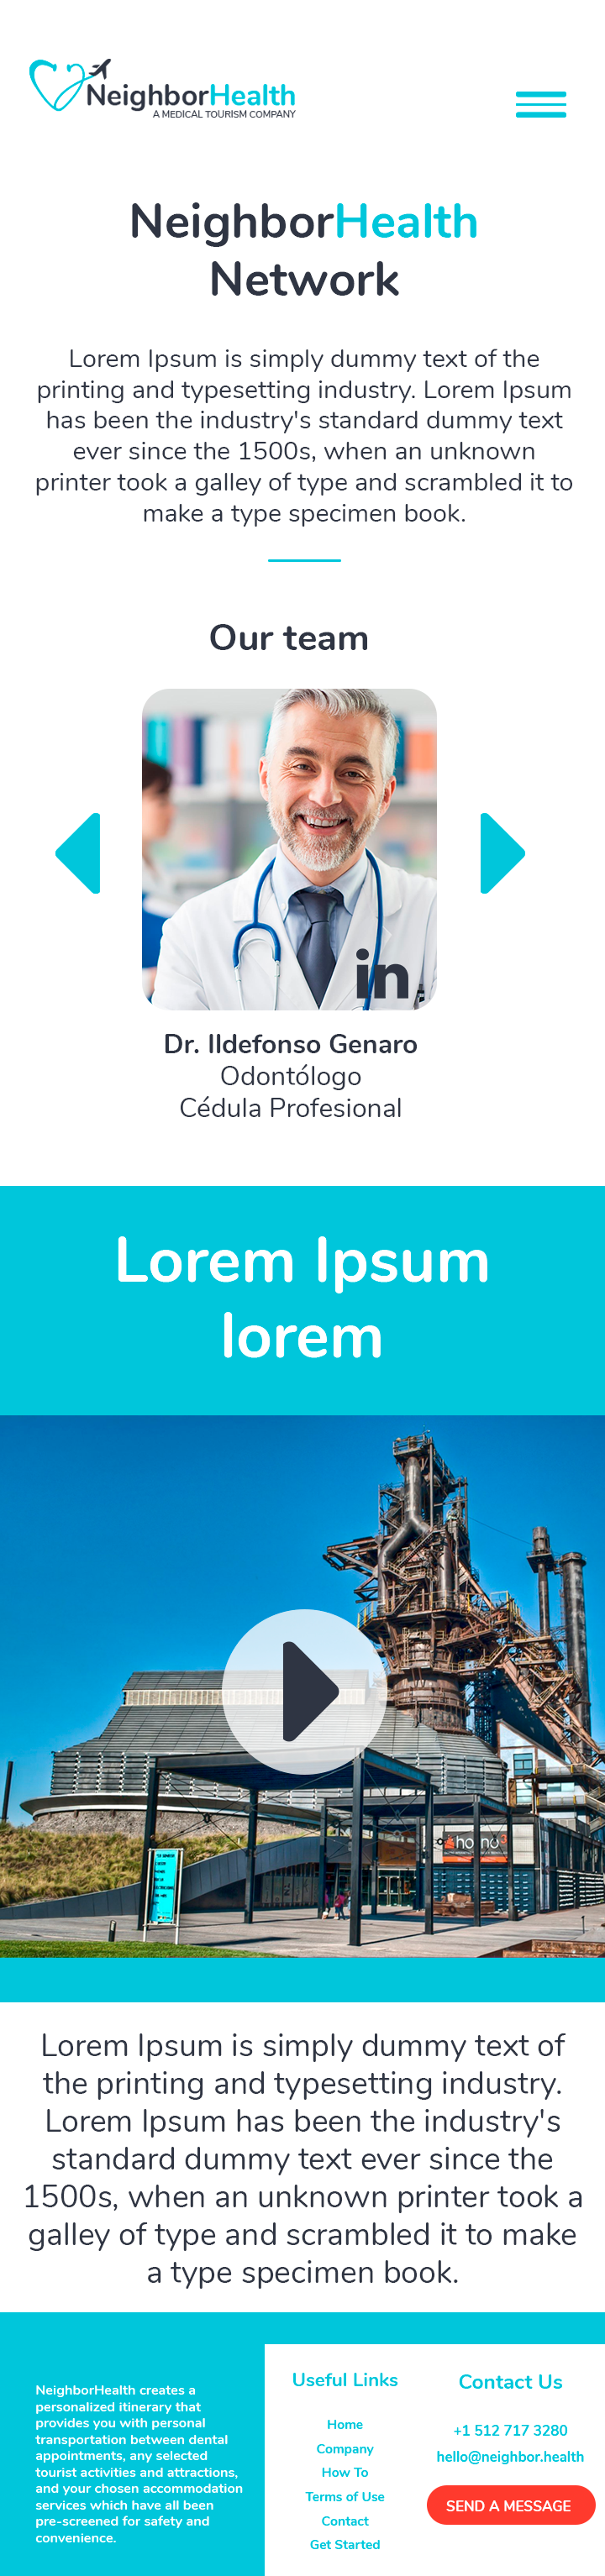 NeighborHealth
A MEDICAL TOURISM COMPANY
NeighborHealth
Network
Lorem Ipsum is simply dummy text of the
printing and typesetting industry. Lorem Ipsum
has been the industry's standard dummy text
ever since the 1500s, when an unknown
printer took a galley of type and scrambled it to
make a type specimen book.
Our team
in
Dr. Ildefonso Genaro
Odontólogo
Cédula Profesional
Lorem Ipsum
lorem
Lorem Ipsum is simply dummy text of
the printing and typesetting industry.
Lorem Ipsum has been the industry's
standard dummy text ever since the
1500s, when an unknown printer took a
galley of type and scrambled it to make
a type specimen book.
NeighborHealth creates a
personalized itinerary that
provides you with personal
transportation between dental
appointments, any selected
tourist activities and attractions,
and your chosen accommodation
services which have all been
pre-screened for safety and
convenience.
Useful Links
Home
Company
How To
Terms of Use
Contact
Get Started
Contact Us
+1 512 717 3280
hello@neighbor.health
SEND A MESSAGE